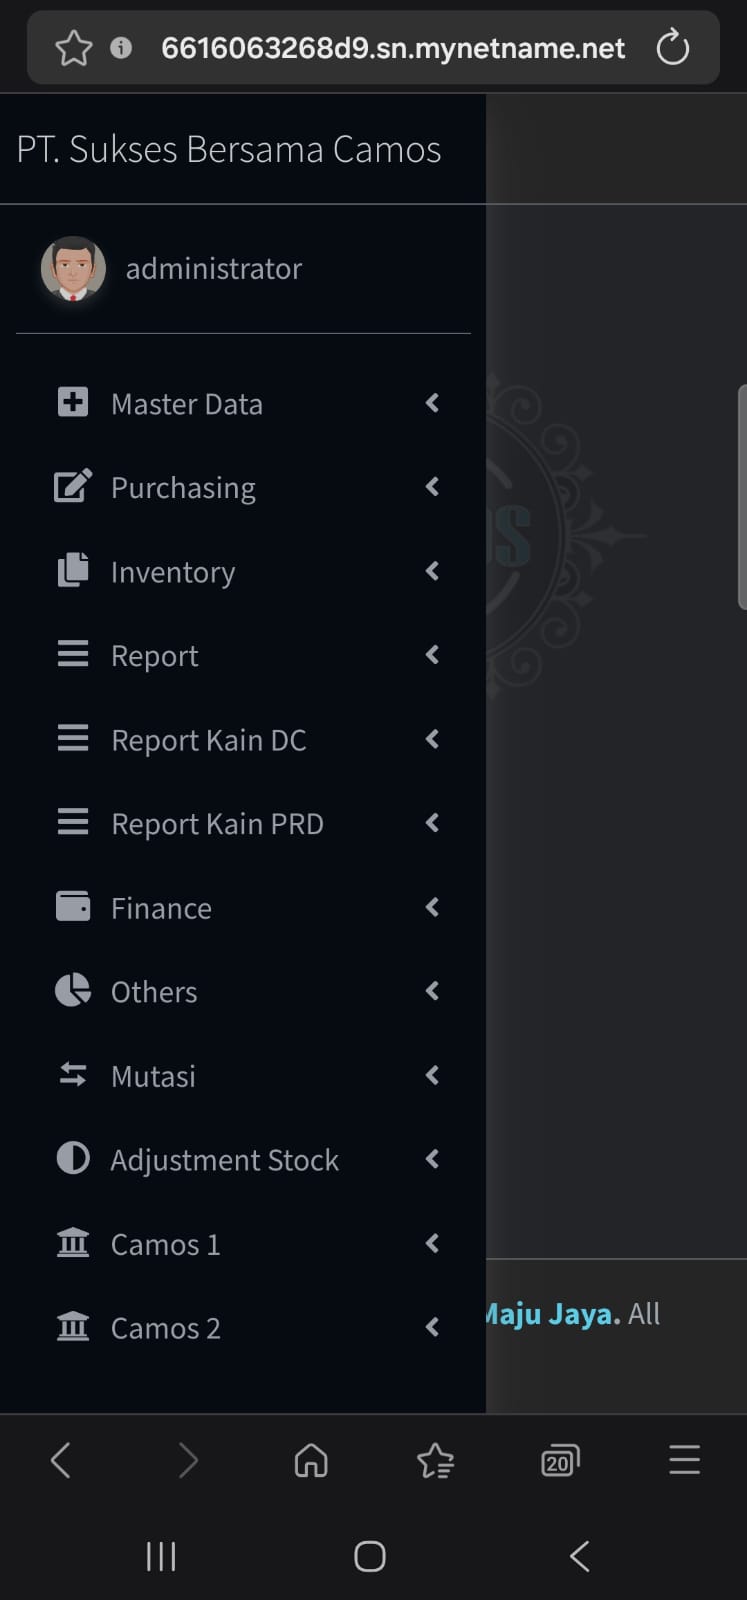 6616063268d9.sn.mynetname.net
PT. Sukses Bersama Camos
administrator
Master Data
Purchasing
Inventory
Report
Report Kain DC
Report Kain PRD
Finance
Others
Mutasi
Adjustment Stock
Camos 1
Camos 2
Maju Jaya. All
20